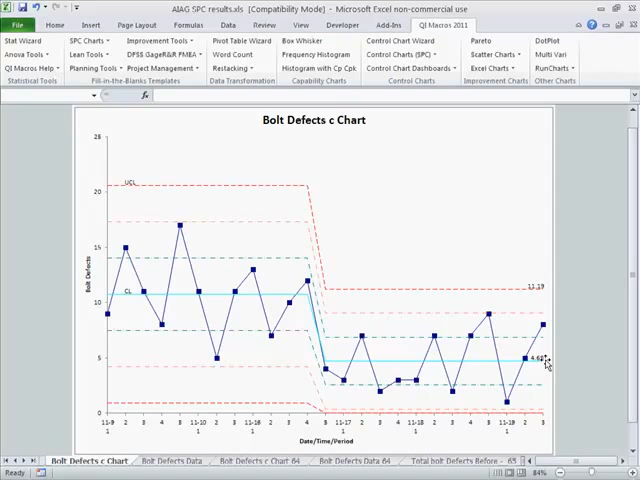 AIAG SPC results.xls [Compatibility Mode] - Microsoft Excel non-commercial use
File Home Insert Page Layout Formulas Data Review View Developer Add-Ins QI Macros 2011
Stat Wizard SPC Charts Improvement Tools Pivot Table Wizard Box Whisker Control Chart Wizard Pareto DotPlot
Anova Tools Lean Tools DPSS GageR&R FMEA Word Count Frequency Histogram Control Charts (SPC) Scatter Charts Multi Vari
QI Macros Help Planning Tools Project Management Restacking Histogram with Cp Cpk Control Chart Dashboards Excel Charts RunCharts
Statistical Tools Fill-in-the-Blanks Templates Data Transformation Capability Charts Control Charts Improvement Charts Other Charts
fx
Bolt Defects c Chart
25
UCL
20
15
11.19
CL
10
5
0
Bolt Defects
11-9 2 3 4 11-10 2 3 4 11-16 2 3 4 5 11-17 2 3 4 11-18 2 3 4 11-19 2 3
1 1 1 1 1 1
Date/Time/Period
Bolt Defects c Chart Bolt Defects Data Bolt Defects c Chart 64 Bolt Defects Data 64 Total bolt Defects Before - 65
Ready 84%